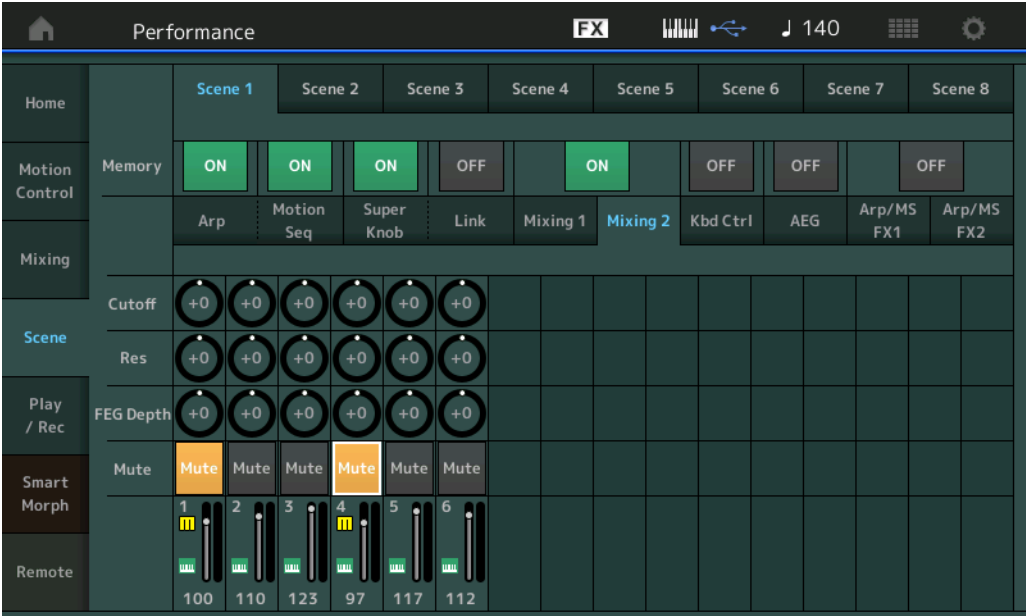 Performance FX 140
Scene 1 Scene 2 Scene 3 Scene 4 Scene 5 Scene 6 Scene 7 Scene 8
Home
Motion
Control
Mixing
Scene
Play
/ Rec
Smart
Morph
Remote
Memory ON ON ON OFF ON OFF OFF OFF
Arp Motion
Seq Super
Knob Link Mixing 1 Mixing 2 Kbd Ctrl AEG Arp/MS
FX1 Arp/MS
FX2
Cutoff +0 +0 +0 +0 +0 +0
Res +0 +0 +0 +0 +0 +0
FEG Depth +0 +0 +0 +0 +0 +0
Mute Mute Mute Mute Mute Mute Mute
1 2 3 4 5 6
100 110 123 97 117 112